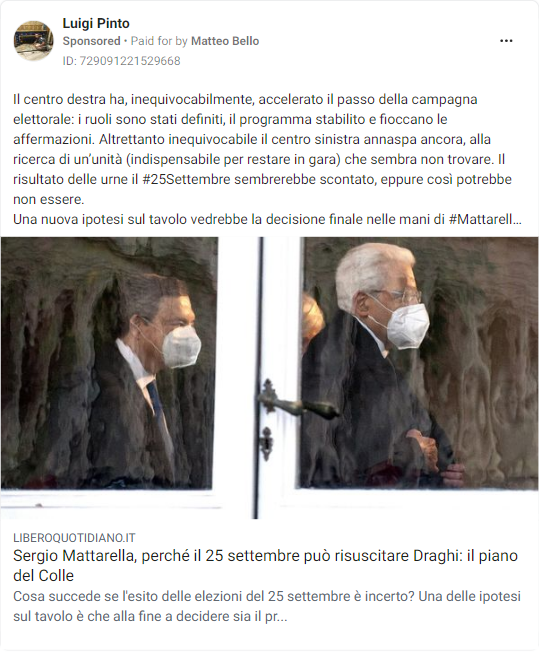 Luigi Pinto
Sponsored • Paid for by Matteo Bello
ID: 729091221529668
Il centro destra ha, inequivocabilmente, accelerato il passo della campagna
elettorale: i ruoli sono stati definiti, il programma stabilito e fioccano le
affermazioni. Altrettanto inequivocabile il centro sinistra annaspa ancora, alla
ricerca di un'unità (indispensabile per restare in gara) che sembra non trovare. Il
risultato delle urne il #25Settembre sembrerebbe scontato, eppure così potrebbe
non essere.
Una nuova ipotesi sul tavolo vedrebbe la decisione finale nelle mani di #Mattarell...
LIBEROQUOTIDIANO.IT
Sergio Mattarella, perché il 25 settembre può risuscitare Draghi: il piano
del Colle
Cosa succede se l'esito delle elezioni del 25 settembre è incerto? Una delle ipotesi
sul tavolo è che alla fine a decidere sia il pr...